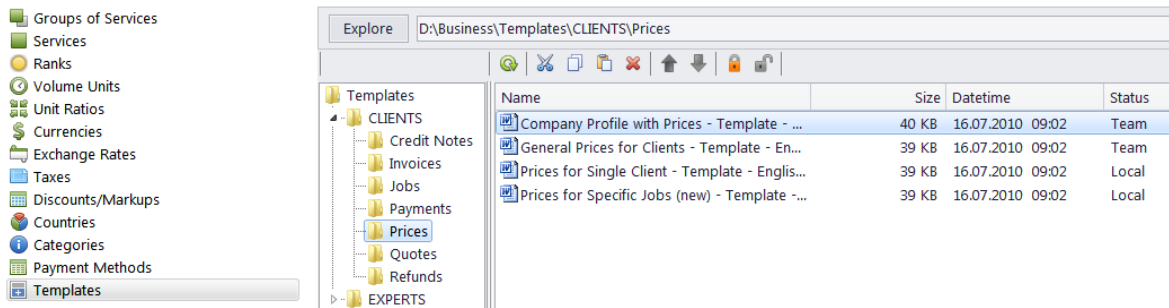 Groups of Services
Services
Ranks
Volume Units
Unit Ratios
Currencies
Exchange Rates
Taxes
Discounts/Markups
Countries
Categories
Payment Methods
Templates
Explore D:\Business\Templates\CLIENTS\Prices
Templates
CLIENTS
Credit Notes
Invoices
Jobs
Payments
Prices
Quotes
Refunds
EXPERTS
Name Size Datetime Status
Company Profile with Prices - Template - ... 40 KB 16.07.2010 09:02 Team
General Prices for Clients - Template - En... 39 KB 16.07.2010 09:02 Team
Prices for Single Client - Template - Englis... 39 KB 16.07.2010 09:02 Local
Prices for Specific Jobs (new) - Template -... 39 KB 16.07.2010 09:02 Local